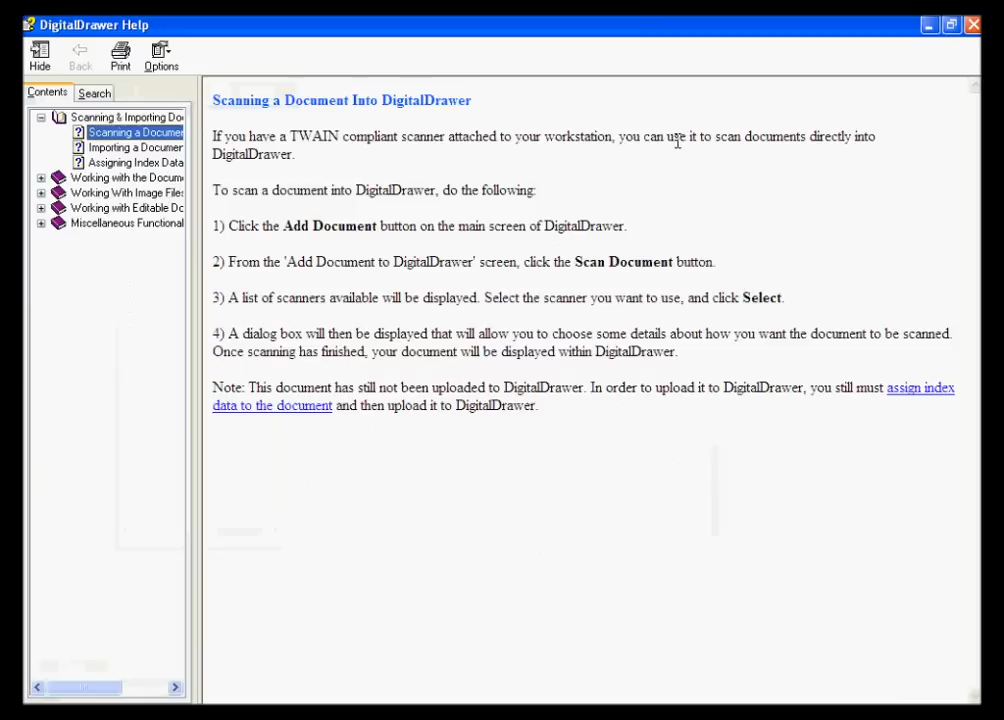 DigitalDrawer Help
Hide Back Print Options
Contents Search
Scanning & Importing Do
Scanning a Documer
Importing a Documer
Assigning Index Data
Working with the Docum
Working With Image File
Working with Editable Dc
Miscellaneous Functional
Scanning a Document Into DigitalDrawer
If you have a TWAIN compliant scanner attached to your workstation, you can use it to scan documents directly into
DigitalDrawer.
To scan a document into DigitalDrawer, do the following:
1) Click the Add Document button on the main screen of DigitalDrawer.
2) From the 'Add Document to DigitalDrawer' screen, click the Scan Document button.
3) A list of scanners available will be displayed. Select the scanner you want to use, and click Select.
4) A dialog box will then be displayed that will allow you to choose some details about how you want the document to be scanned.
Once scanning has finished, your document will be displayed within DigitalDrawer.
Note: This document has still not been uploaded to DigitalDrawer. In order to upload it to DigitalDrawer, you still must assign index
data to the document and then upload it to DigitalDrawer.